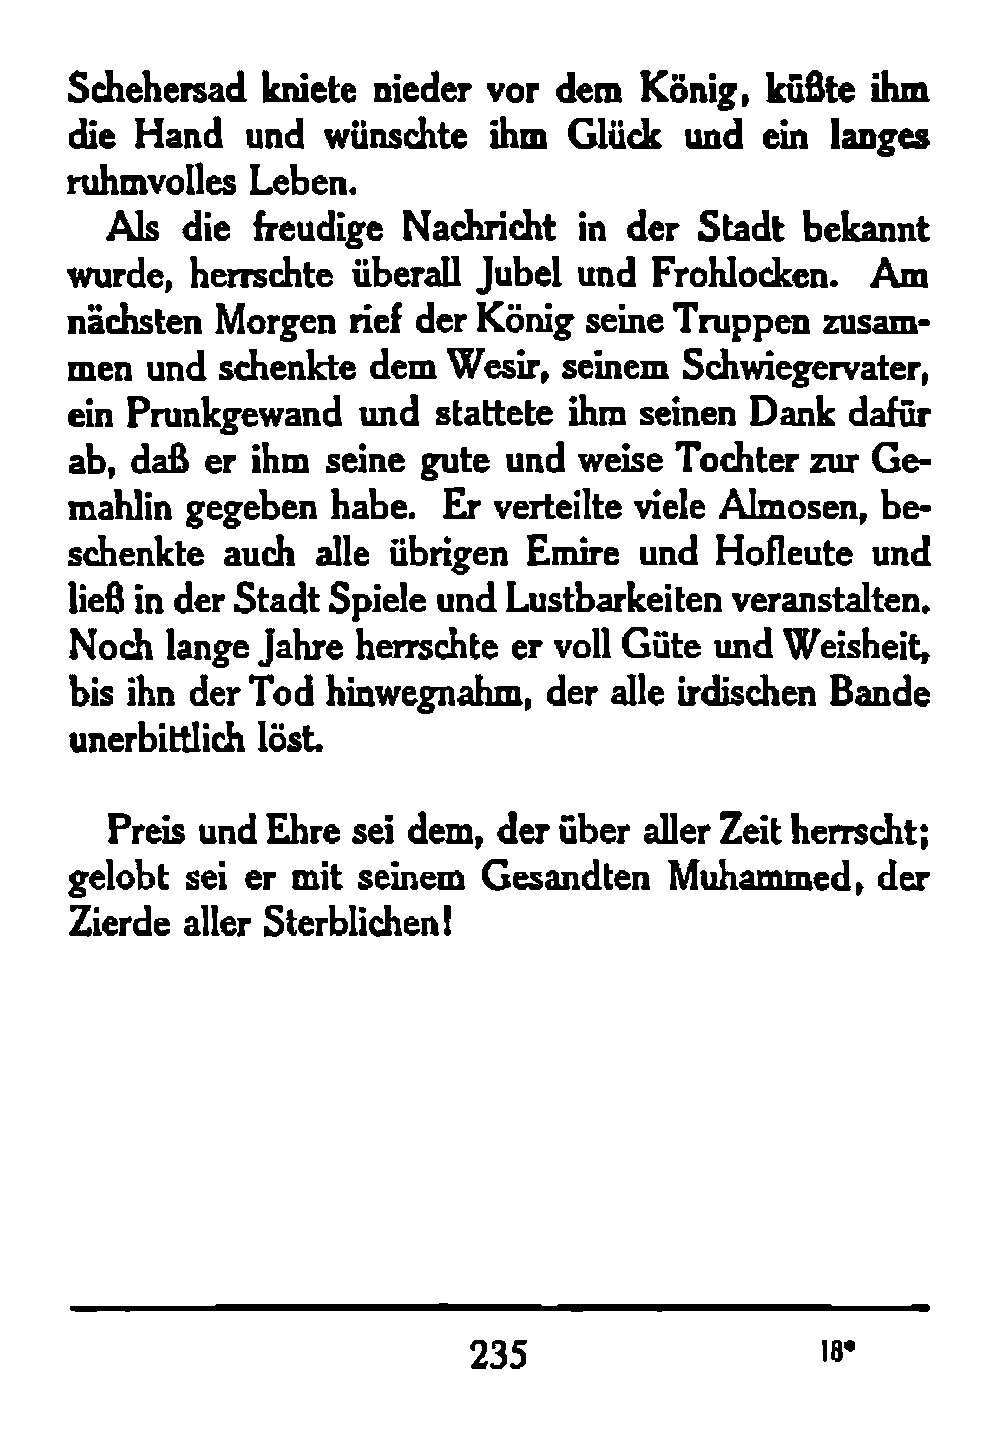 Schehersad kniete nieder vor dem König, küßte ihm
die Hand und wünschte ihm Glück und ein langes
ruhmvolles Leben.
Als die freudige Nachricht in der Stadt bekannt
wurde, herrschte überall Jubel und Frohlocken. Am
nächsten Morgen rief der König seine Truppen zusam-
men und schenkte dem Wesir, seinem Schwiegervater,
ein Prunkgewand und stattete ihm seinen Dank dafür
ab, daß er ihm seine gute und weise Tochter zur Ge-
mahlin gegeben habe. Er verteilte viele Almosen, be-
schenkte auch alle übrigen Emire und Hofleute und
ließ in der Stadt Spiele und Lustbarkeiten veranstalten.
Noch lange Jahre herrschte er voll Güte und Weisheit,
bis ihn der Tod hinwegnahm, der alle irdischen Bande
unerbittlich löst.
Preis und Ehre sei dem, der über aller Zeit herrscht;
gelobt sei er mit seinem Gesandten Muhammed, der
Zierde aller Sterblichen!
235 18*